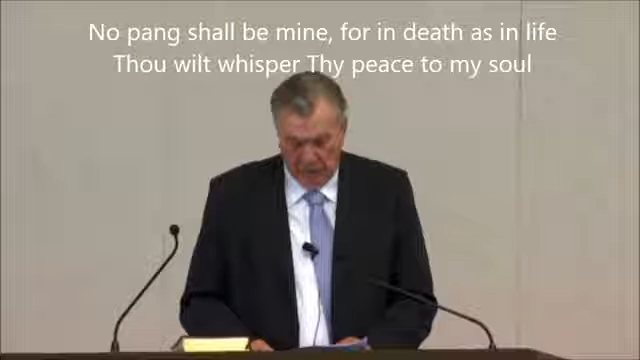 No pang shall be mine, for in death as in life
Thou wilt whisper Thy peace to my soul